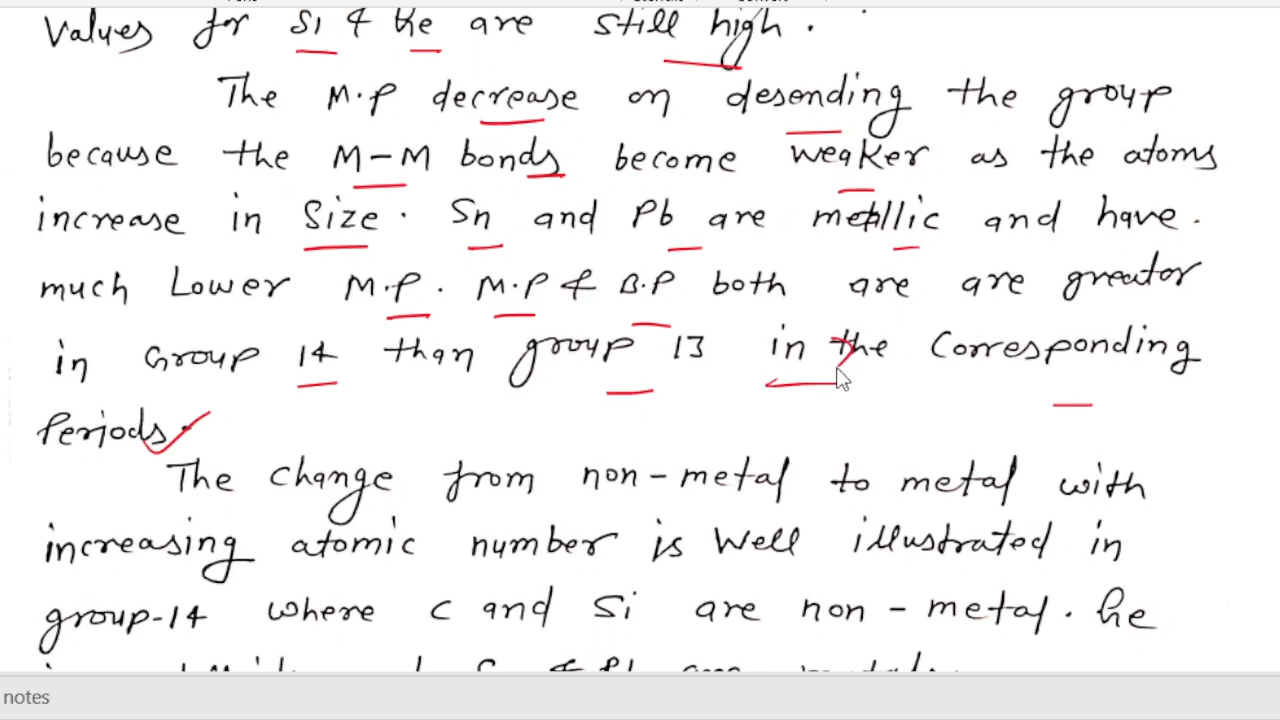 Values for Si & Ge are still high.
The M.P decrease on desending the group
because the M-M bonds become weaker as the atoms
increase in Size. Sn and Pb are metallic and have.
much Lower M.P. M.P & B.P both are are greator
in Group 14 than group 13 in the Corresponding
Periods.
The change from non-metal to metal with
increasing atomic number is well illustrated in
group-14 where C and Si are non-metal. Ge
notes